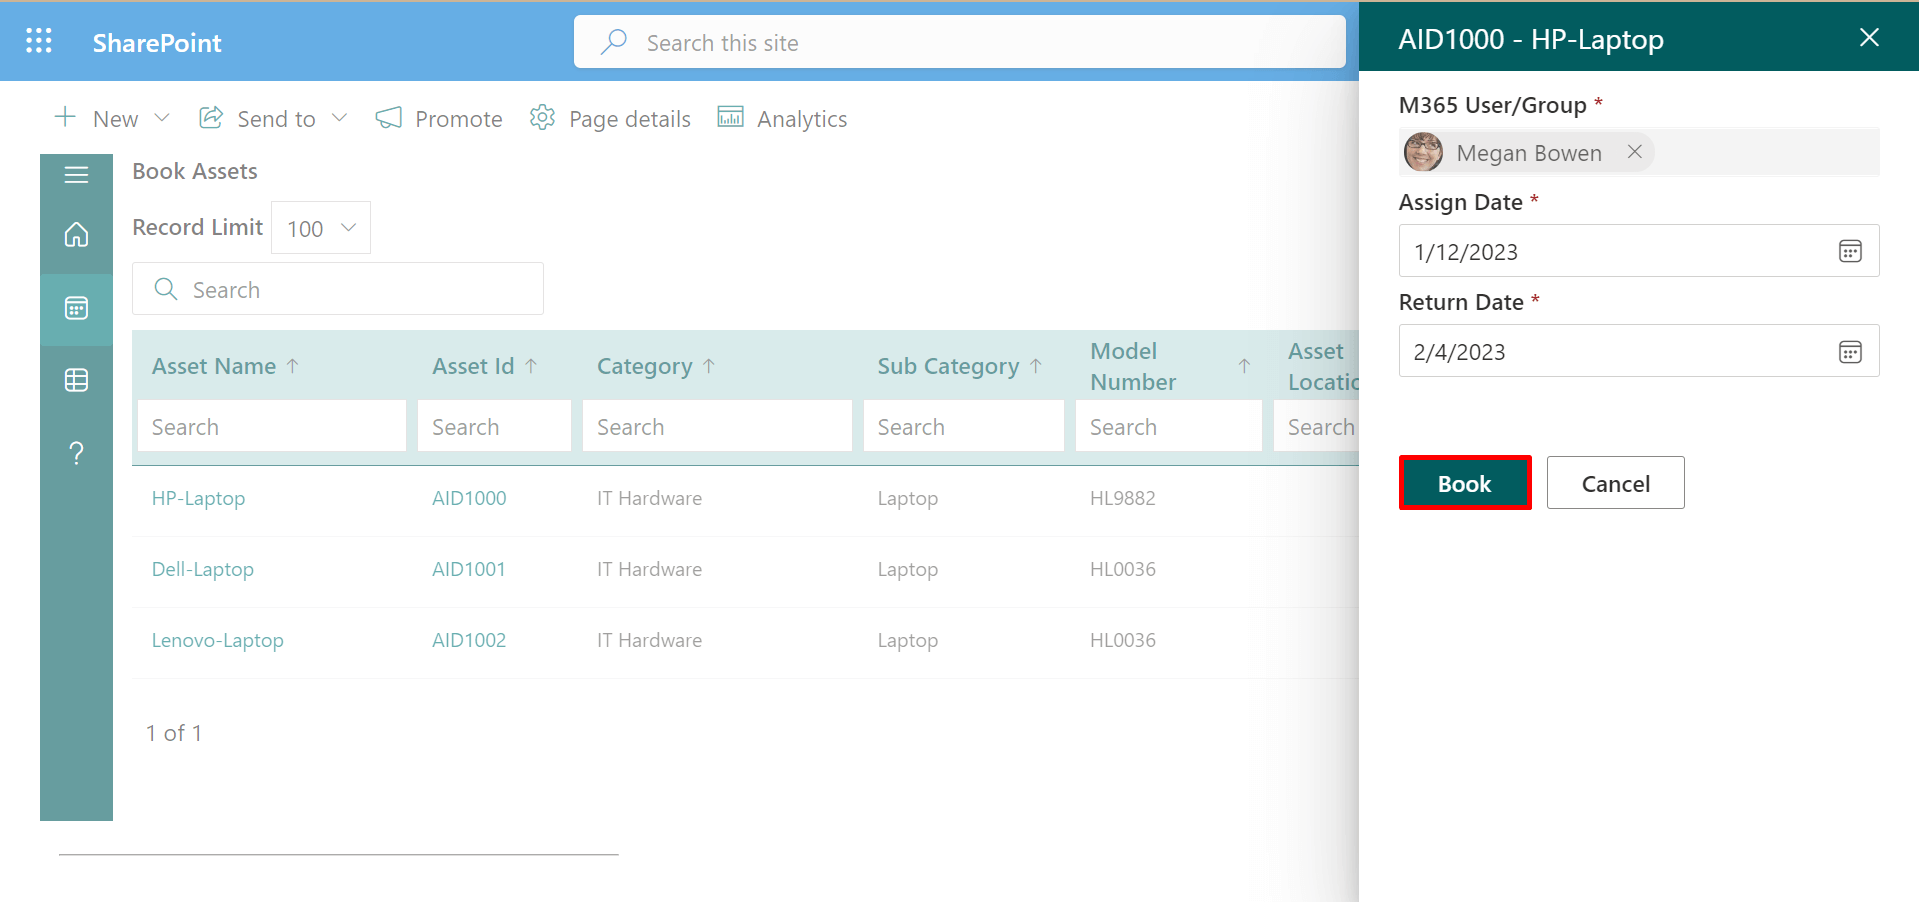 SharePoint
Search this site
New
Send to
Promote
Page details
Analytics
Book Assets
Record Limit
100
Search
Asset Name
Asset Id
Category
Sub Category
Model
Number
Asset
Locatio
Search
Search
Search
Search
Search
Search
HP-Laptop
AID1000
IT Hardware
Laptop
HL9882
Dell-Laptop
AID1001
IT Hardware
Laptop
HL0036
Lenovo-Laptop
AID1002
IT Hardware
Laptop
HL0036
1 of 1
AID1000 - HP-Laptop
M365 User/Group *
Megan Bowen
Assign Date *
1/12/2023
Return Date *
2/4/2023
Book
Cancel